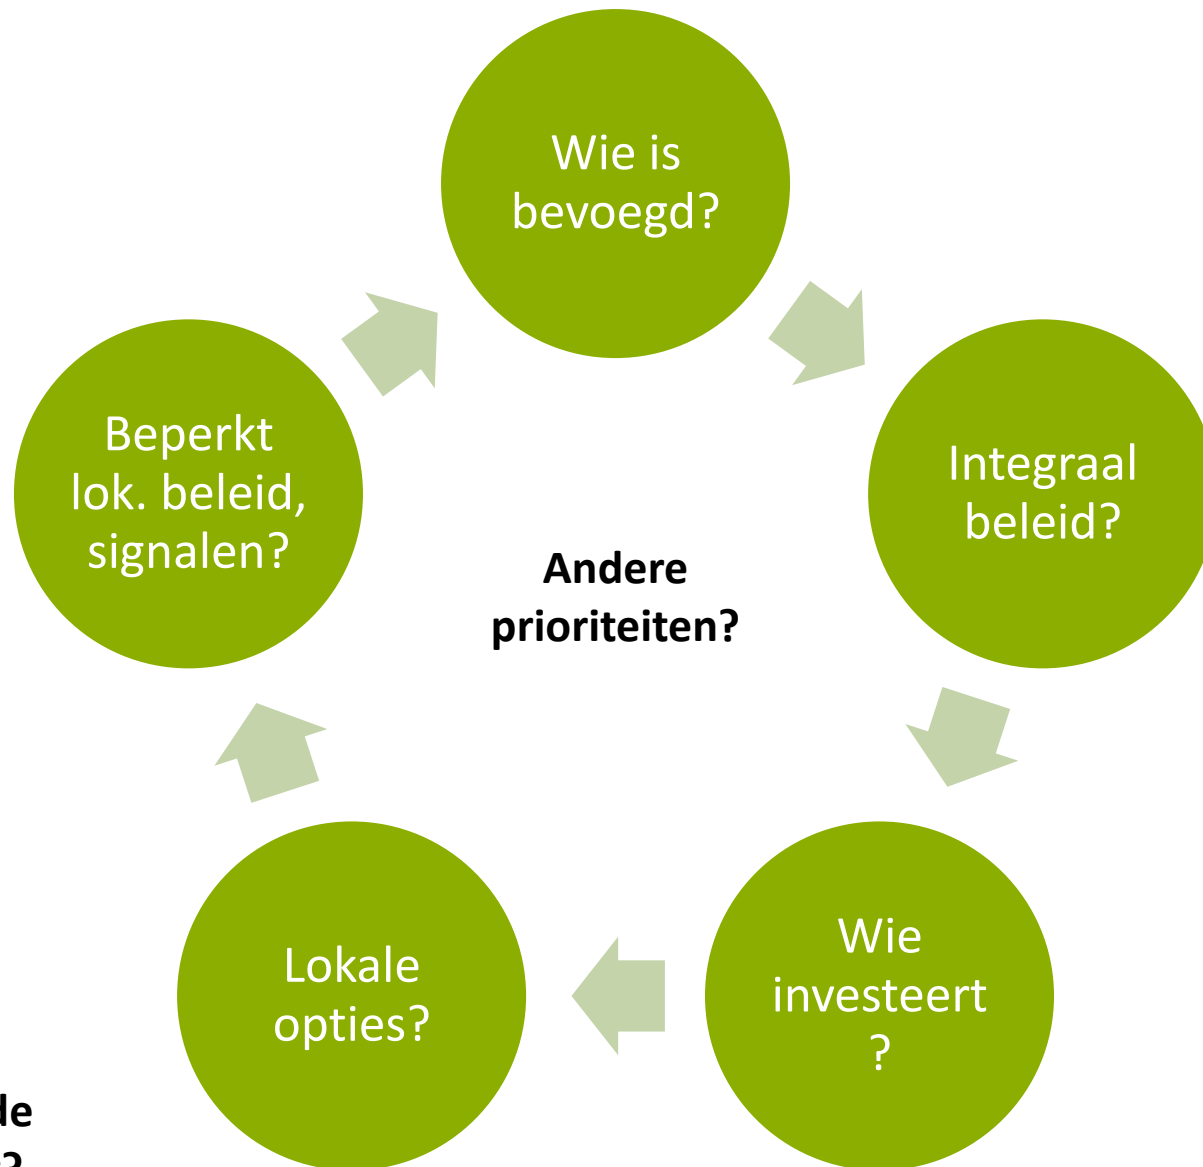 Wie is
bevoegd?
Integraal
beleid?
Wie
investeert
?
Lokale
opties?
Beperkt
lok. beleid,
signalen?
Andere
prioriteiten?